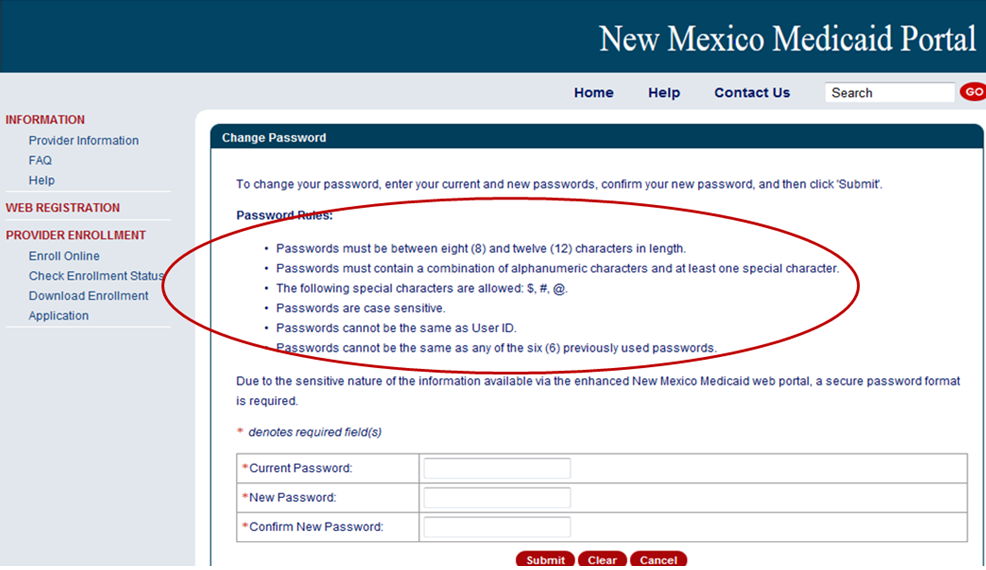 New Mexico Medicaid Portal
Home Help Contact Us Search GO
INFORMATION
Provider Information
FAQ
Help
WEB REGISTRATION
PROVIDER ENROLLMENT
Enroll Online
Check Enrollment Status
Download Enrollment
Application
Change Password
To change your password, enter your current and new passwords, confirm your new password, and then click 'Submit'.
Password Rules:
• Passwords must be between eight (8) and twelve (12) characters in length.
• Passwords must contain a combination of alphanumeric characters and at least one special character.
• The following special characters are allowed: $, #, @.
• Passwords are case sensitive.
• Passwords cannot be the same as User ID.
• Passwords cannot be the same as any of the six (6) previously used passwords.
Due to the sensitive nature of the information available via the enhanced New Mexico Medicaid web portal, a secure password format
is required.
* denotes required field(s)
*Current Password:
*New Password:
*Confirm New Password:
Submit Clear Cancel